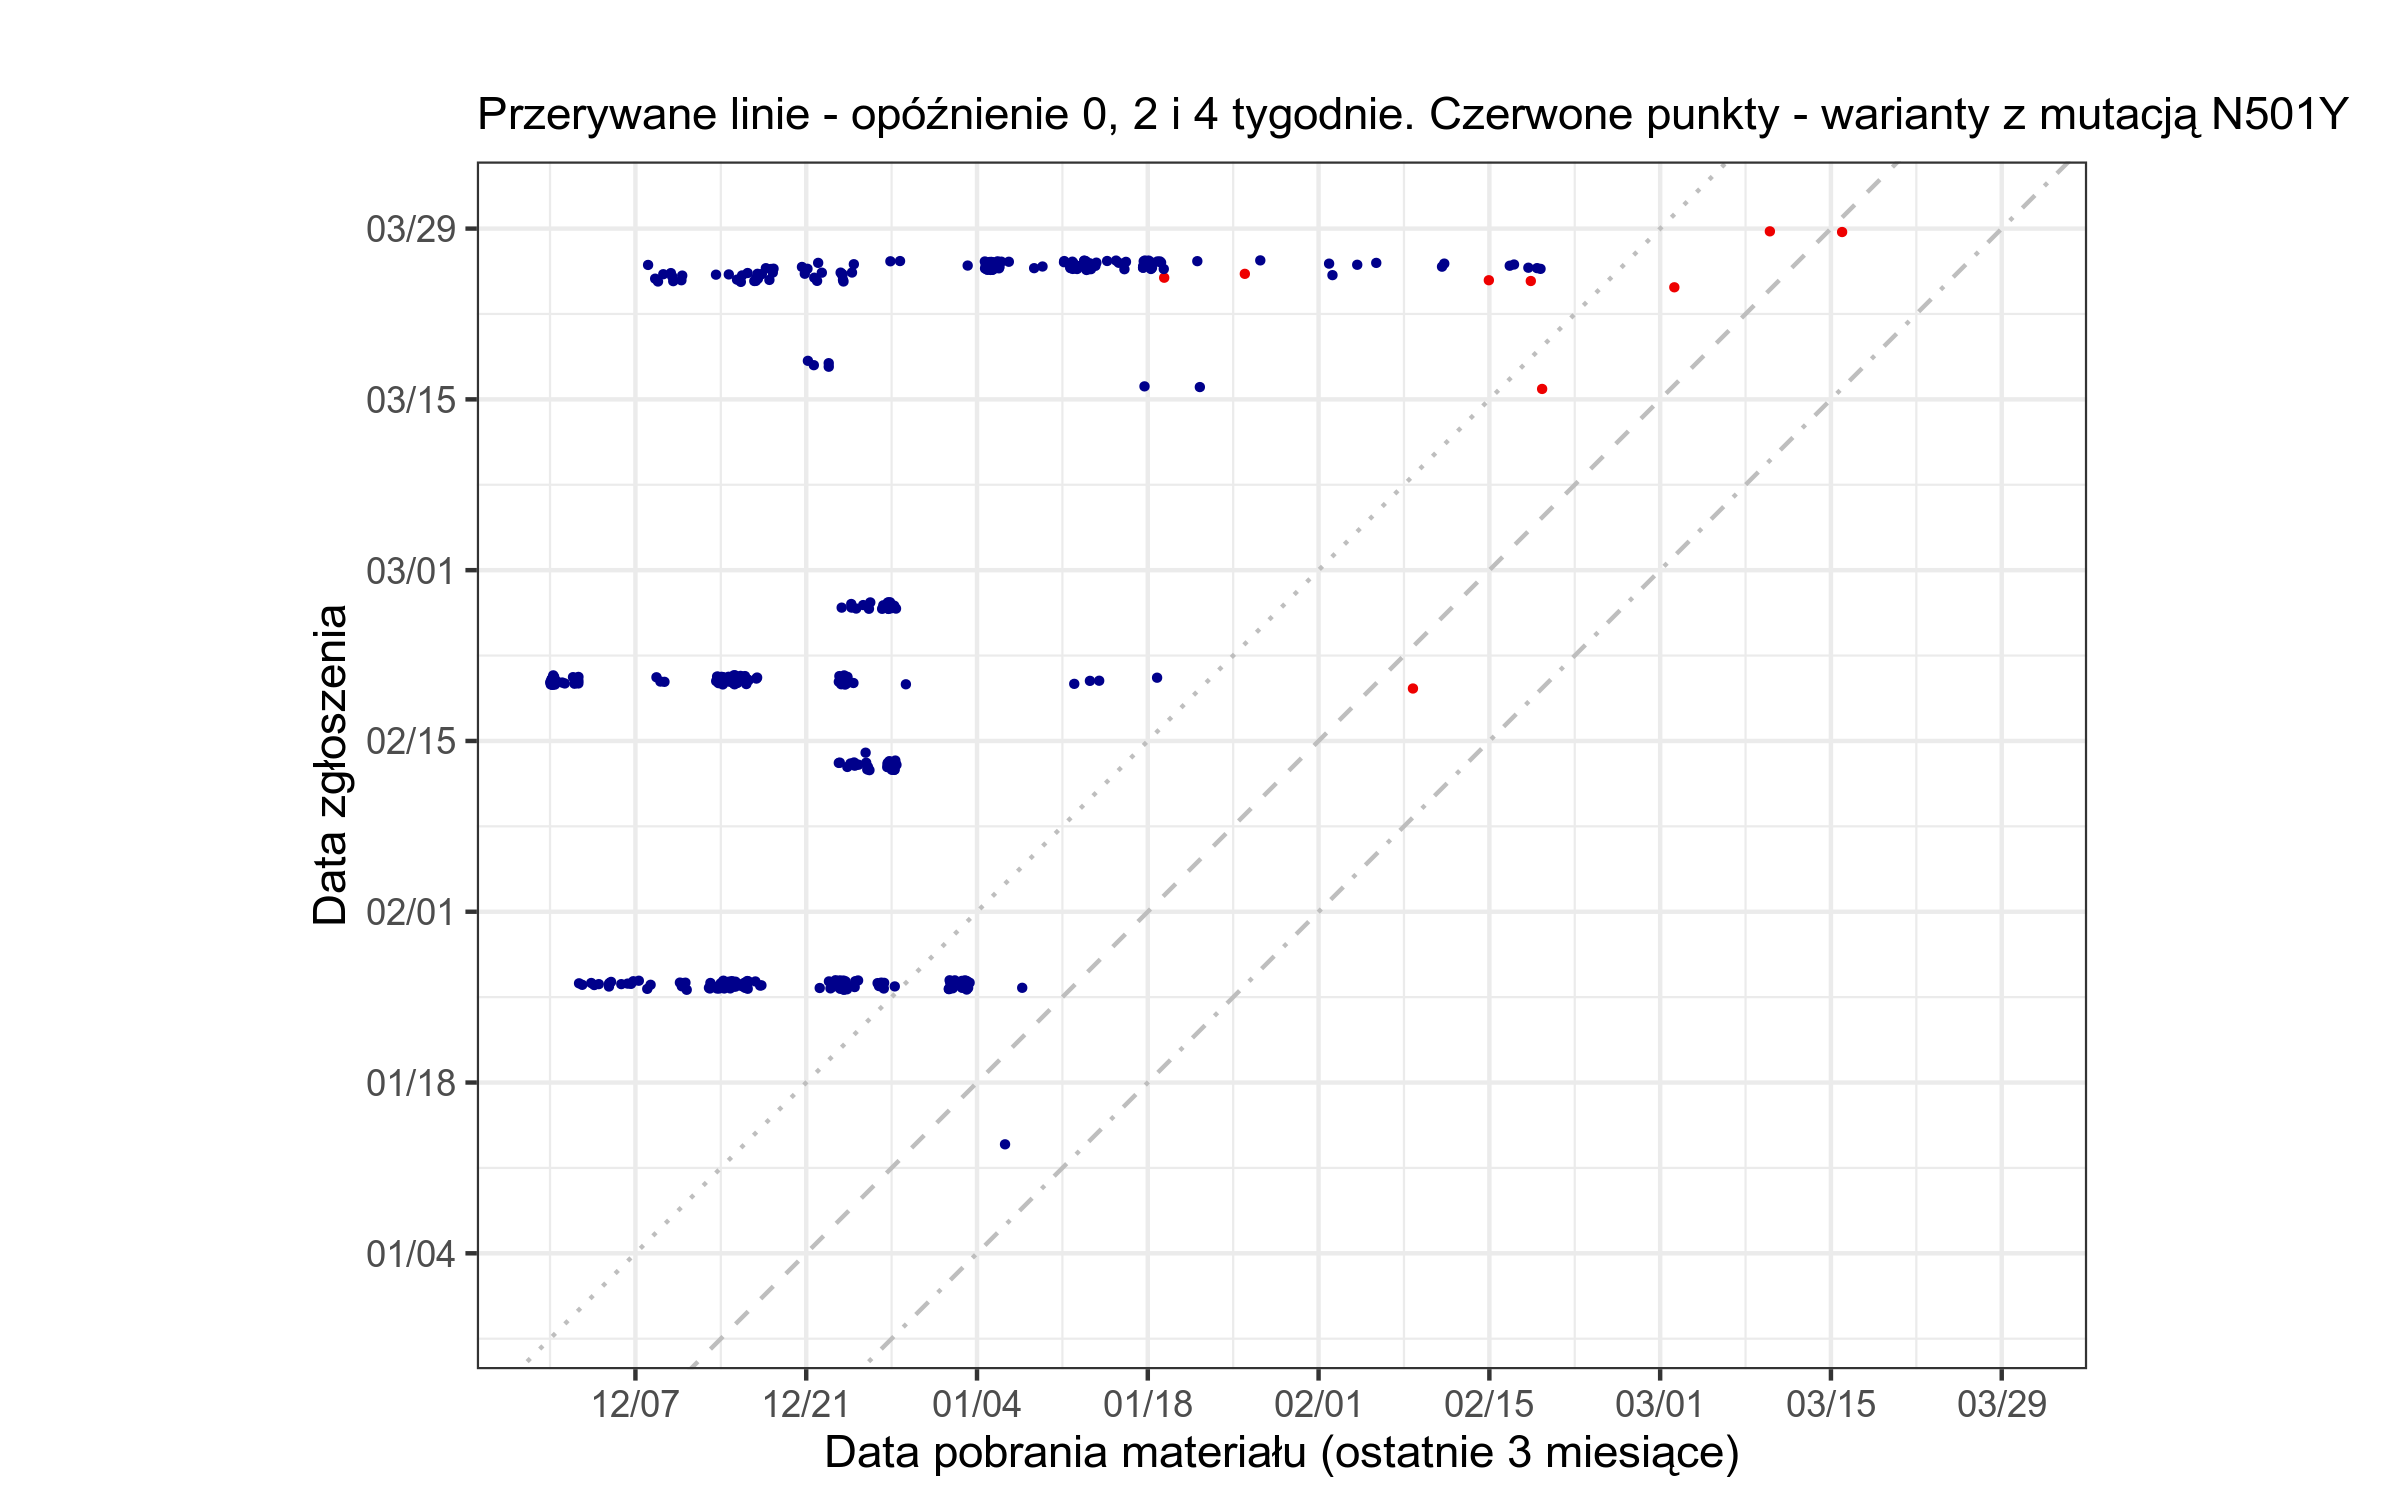 Przerywane linie - opóźnienie 0, 2 i 4 tygodnie. Czerwone punkty - warianty z mutacją N501Y
Data zgłoszenia
03/29
03/15
03/01
02/15
02/01
01/18
01/04
12/07 12/21 01/04 01/18 02/01 02/15 03/01 03/15 03/29
Data pobrania materiału (ostatnie 3 miesiące)